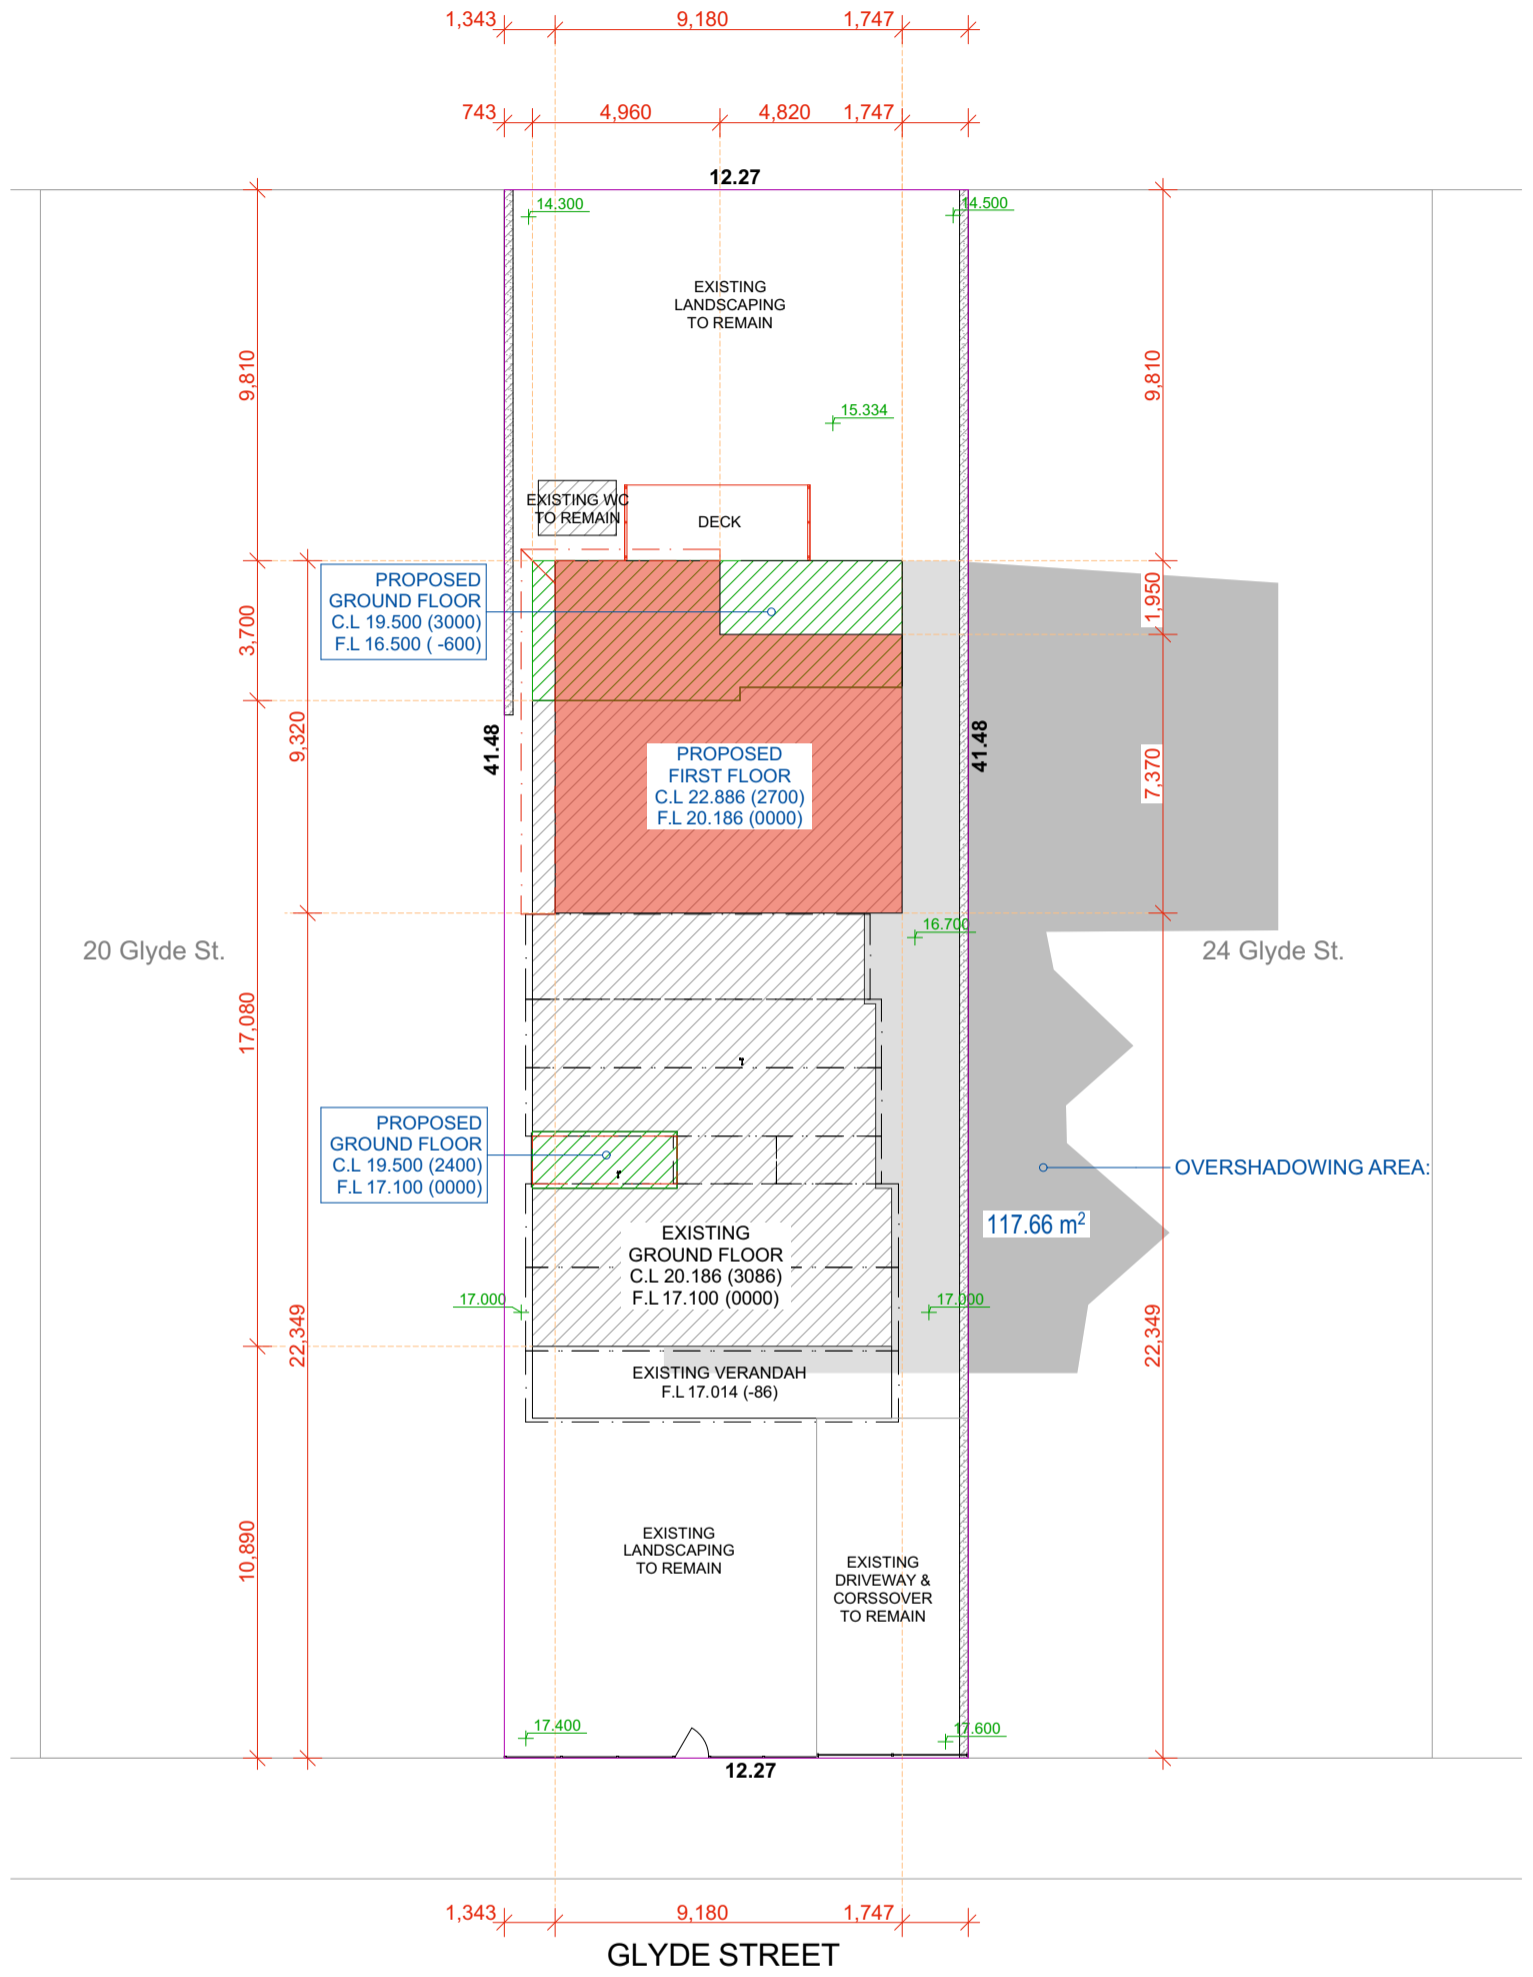 1,343 9,180 1,747
743 4,960 4,820 1,747
12.27
14.300
14.500
EXISTING
LANDSCAPING
TO REMAIN
9,810
9,810
15.334
EXISTING WC
TO REMAIN
DECK
PROPOSED
GROUND FLOOR
C.L 19.500 (3000)
F.L 16.500 ( -600)
3,700
1,950
9,320
41.48
41.48
7,370
PROPOSED
FIRST FLOOR
C.L 22.886 (2700)
F.L 20.186 (0000)
16.700
20 Glyde St.
24 Glyde St.
17,080
PROPOSED
GROUND FLOOR
C.L 19.500 (2400)
F.L 17.100 (0000)
OVERSHADOWING AREA:
117.66 m²
EXISTING
GROUND FLOOR
C.L 20.186 (3086)
F.L 17.100 (0000)
17.000
17.000
22,349
22,349
EXISTING VERANDAH
F.L 17.014 (-86)
10,890
EXISTING
LANDSCAPING
TO REMAIN
EXISTING
DRIVEWAY &
CORSSOVER
TO REMAIN
17.400
17.600
12.27
1,343 9,180 1,747
GLYDE STREET